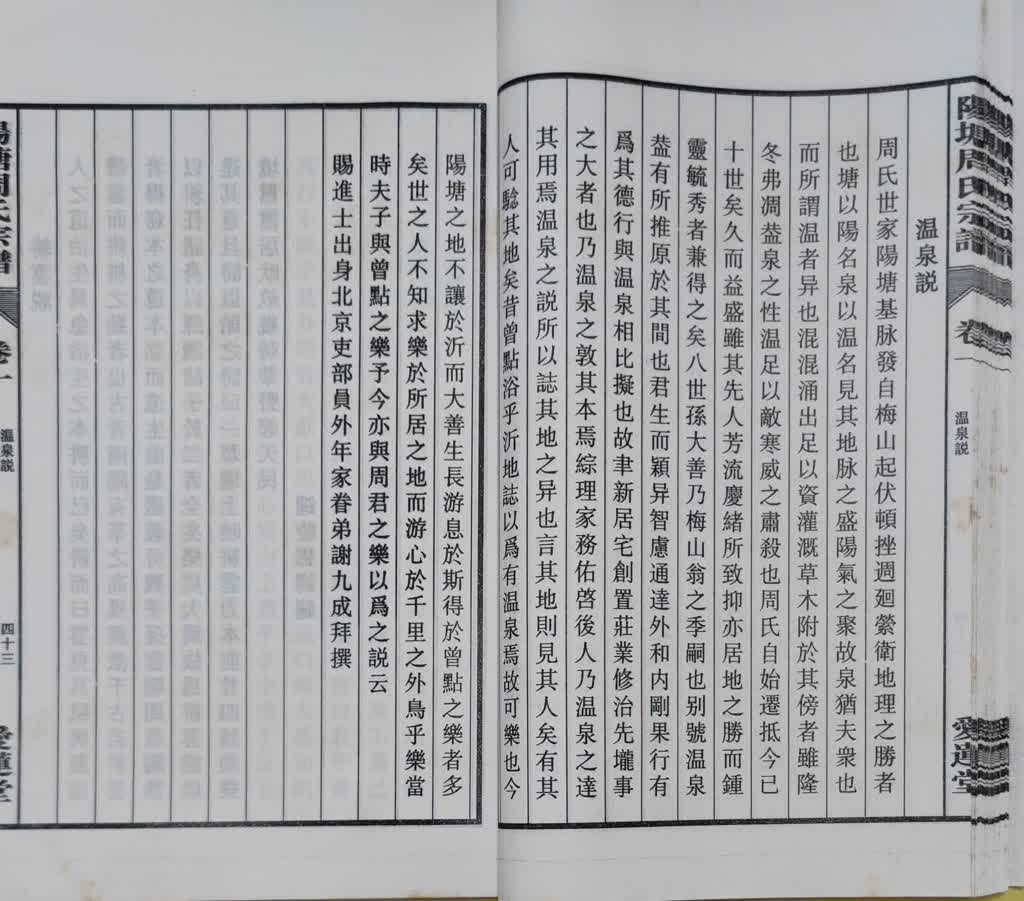 陽塘周氏宗譜
卷一
温泉説
愛蓮堂
温泉説
周氏世家陽塘基脉發自梅山起伏頓挫週廻縈衛地理之勝者
也塘以陽名泉以温名見其地脉之盛陽氣之聚故泉猶夫衆也
而所謂温者异也混混涌出足以資灌溉草木附於其傍者雖隆
冬弗凋葢泉之性温足以敵寒威之肅殺也周氏自始遷抵今已
十世矣久而益盛雖其先人芳流慶緒所致抑亦居地之勝而鍾
靈毓秀者兼得之矣八世孫大善乃梅山翁之季嗣也别號温泉
葢有所推原於其間也君生而穎异智慮通達外和内剛果行有
爲其德行與温泉相比擬也故聿新居宅創置莊業修治先壠事
之大者也乃温泉之敦其本焉綜理家務佑啓後人乃温泉之達
其用焉温泉之説所以誌其地之异也言其地則見其人矣有其
人可騐其地矣昔曾點浴乎沂地誌以爲有温泉焉故可樂也今
陽塘之地不讓於沂而大善生長游息於斯得於曾點之樂者多
矣世之人不知求樂於所居之地而游心於千里之外鳥乎樂當
時夫子與曾點之樂予今亦與周君之樂以爲之説云
賜進士出身北京吏部員外年家眷弟謝九成拜撰
陽塘周氏宗譜
卷一
温泉説
四十三
愛蓮堂